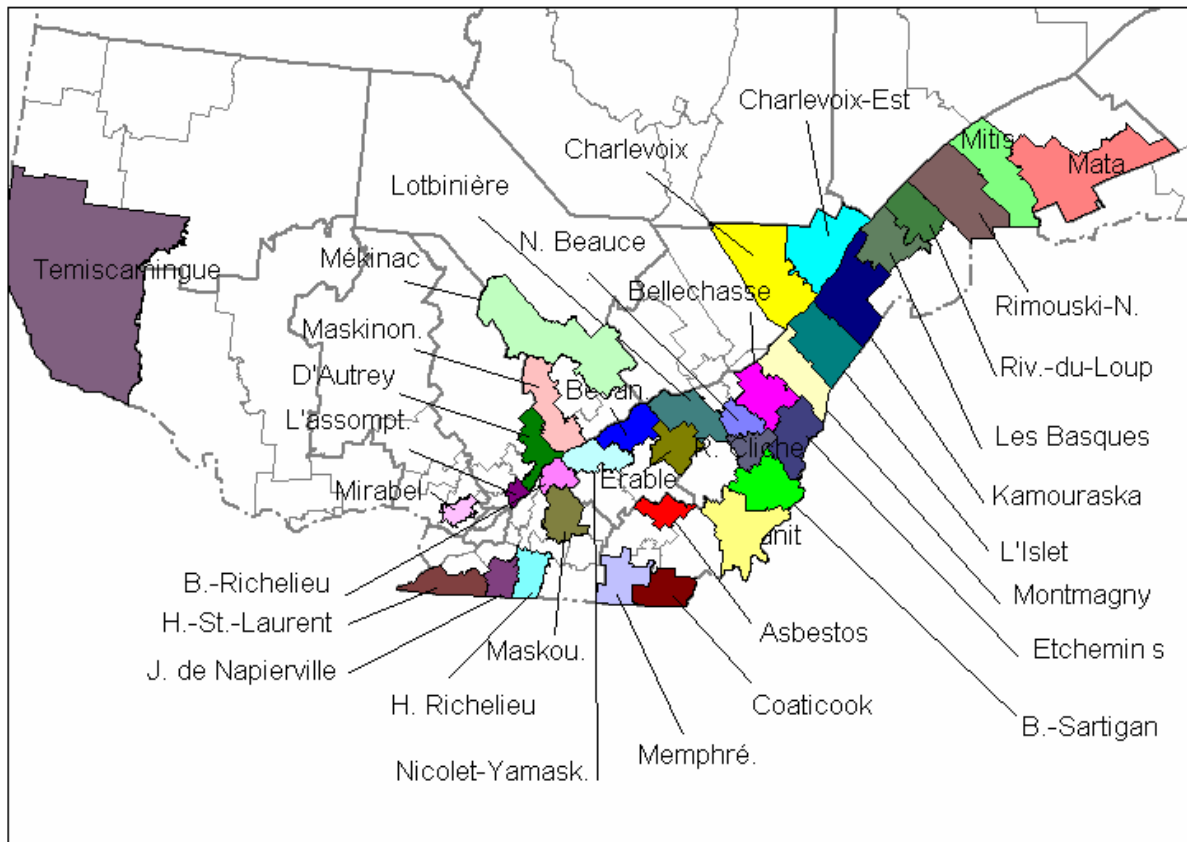 Charlevoix-Est
Charlevoix
Mitis
Mata
Lotbinière
N. Beauce
Temiscamingue
Mékinac
Bellechasse
Rimouski-N.
Maskinon.
Riv.-du-Loup
D'Autrey
L'assompt.
Les Basques
R. Cliche
Erable
Mirabel
Kamouraska
L'Islet
B.-Richelieu
Montmagny
H.-St.-Laurent
Asbestos
Etchemin s
Maskou.
J. de Napierville
H. Richelieu
Coaticook
B.-Sartigan
Memphré.
Nicolet-Yamask.